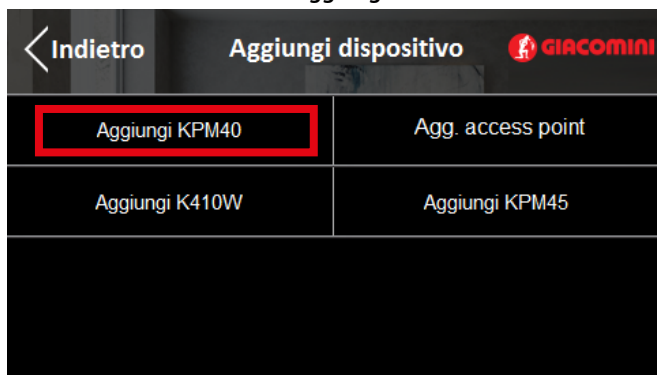 Indietro Aggiungi dispositivo GIACOMINI
Aggiungi KPM40 Agg. access point
Aggiungi K410W Aggiungi KPM45